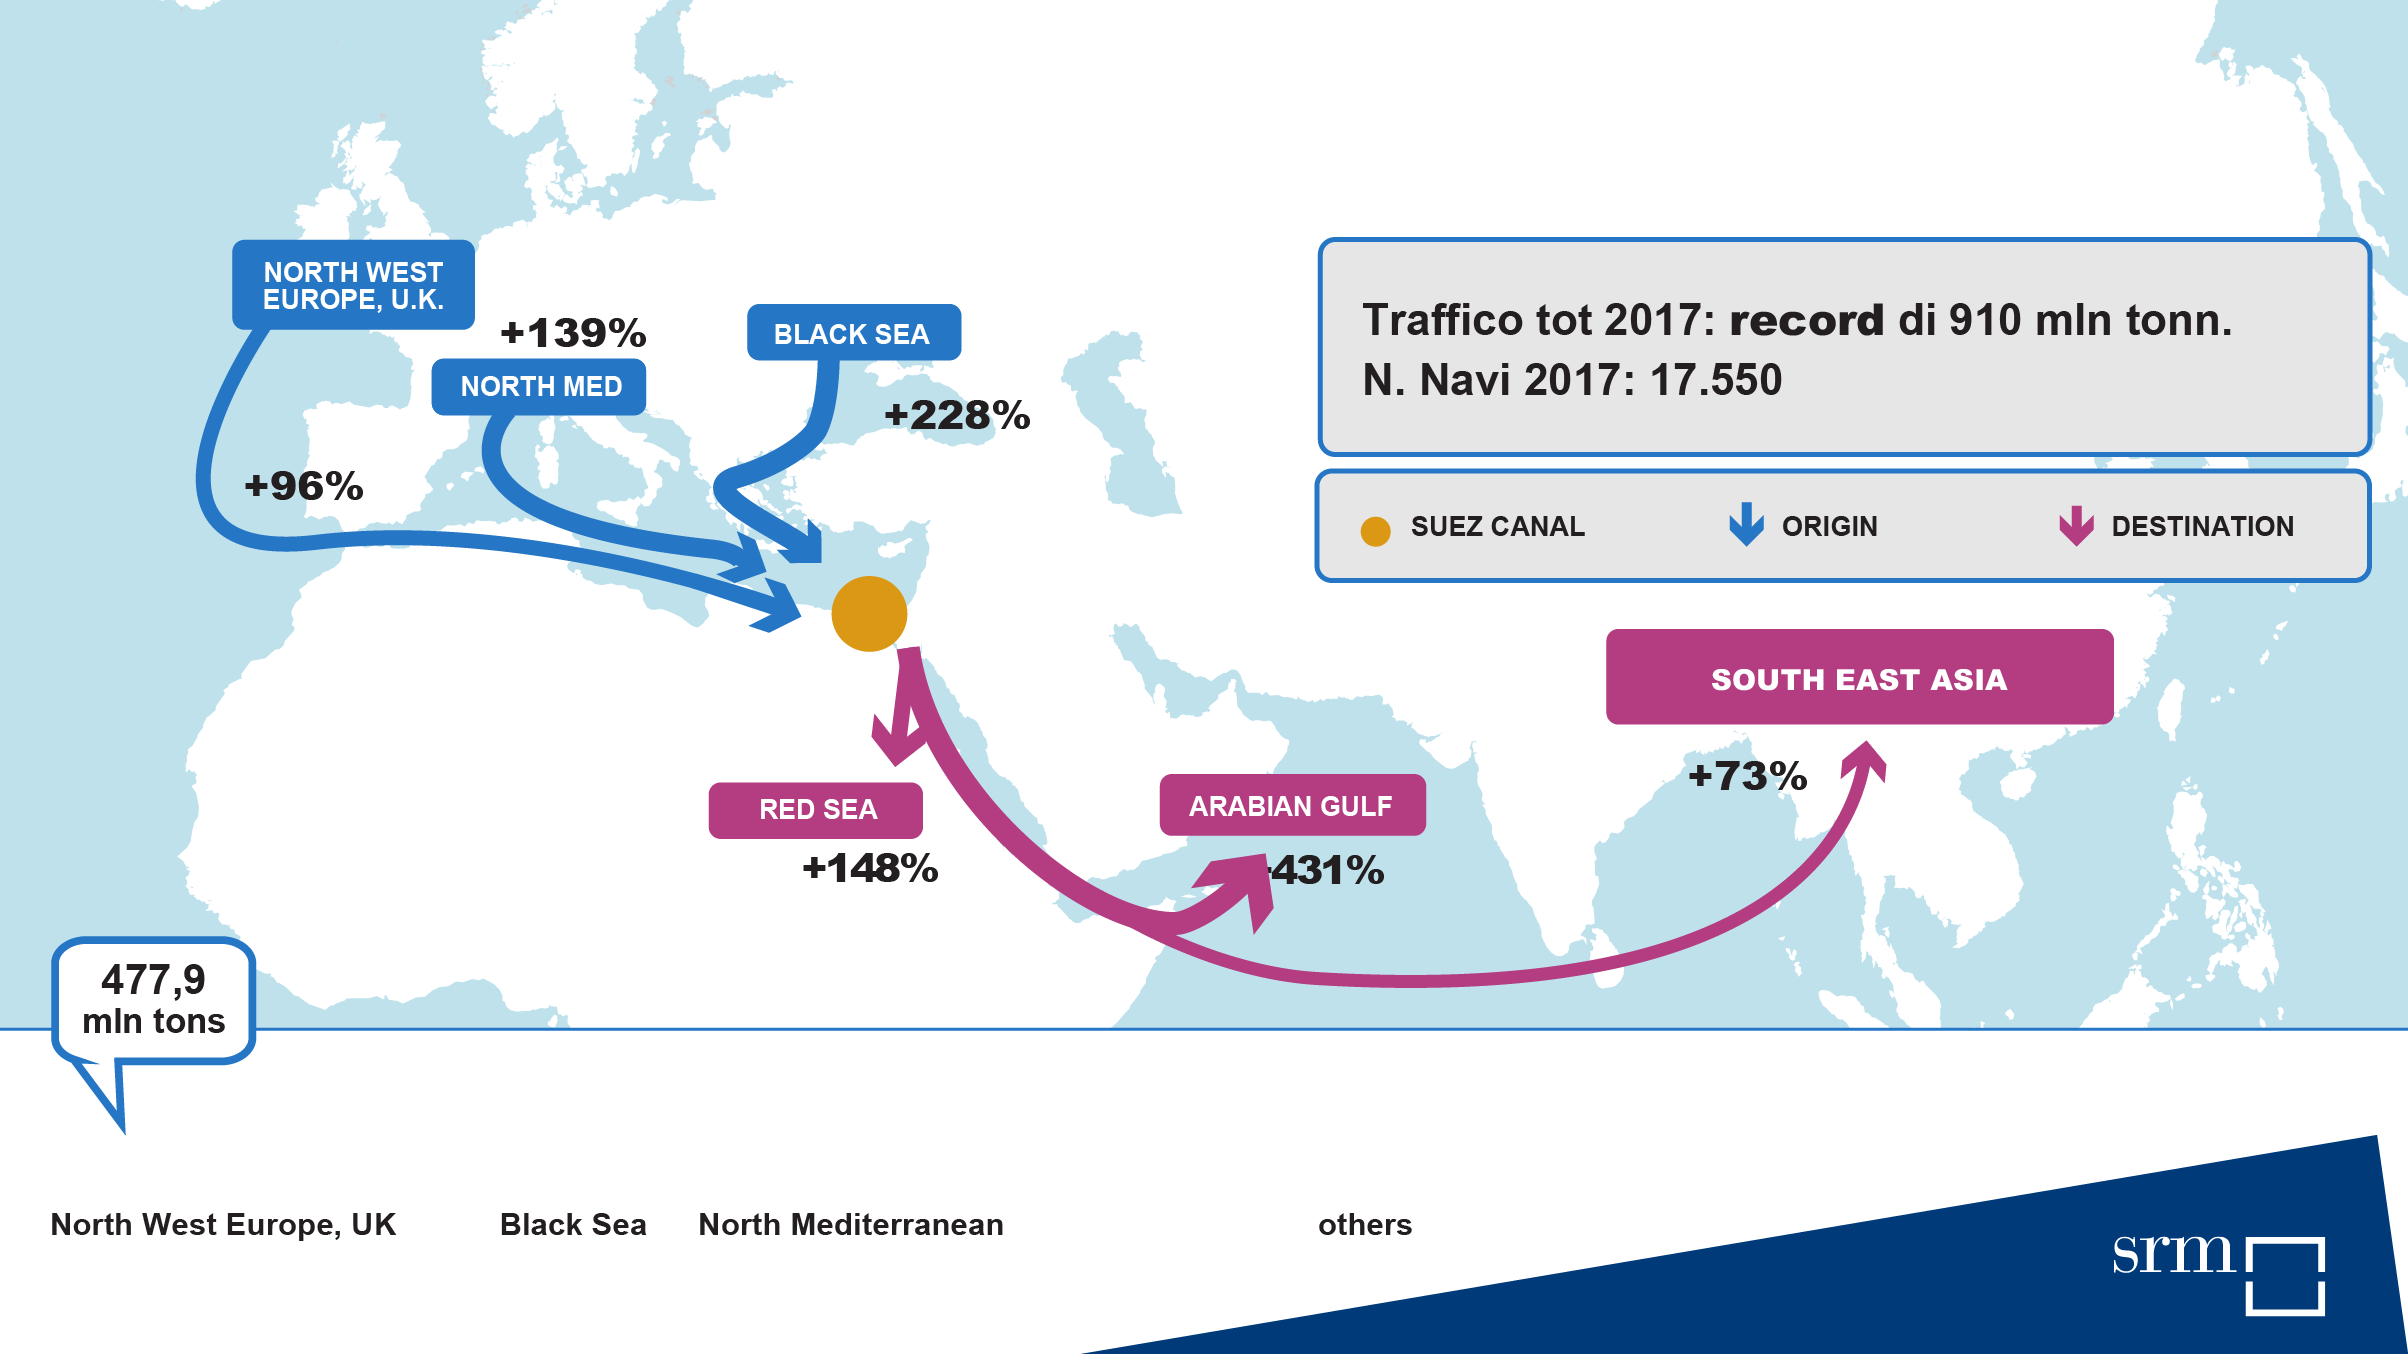 NORTH WEST
EUROPE, U.K.
+139%
NORTH MED
BLACK SEA
+228%
+96%
Traffico tot 2017: record di 910 mln tonn.
N. Navi 2017: 17.550
SUEZ CANAL
ORIGIN
DESTINATION
SOUTH EAST ASIA
+73%
RED SEA
+148%
ARABIAN GULF
431%
477,9
mln tons
North West Europe, UK
Black Sea
North Mediterranean
others
srm